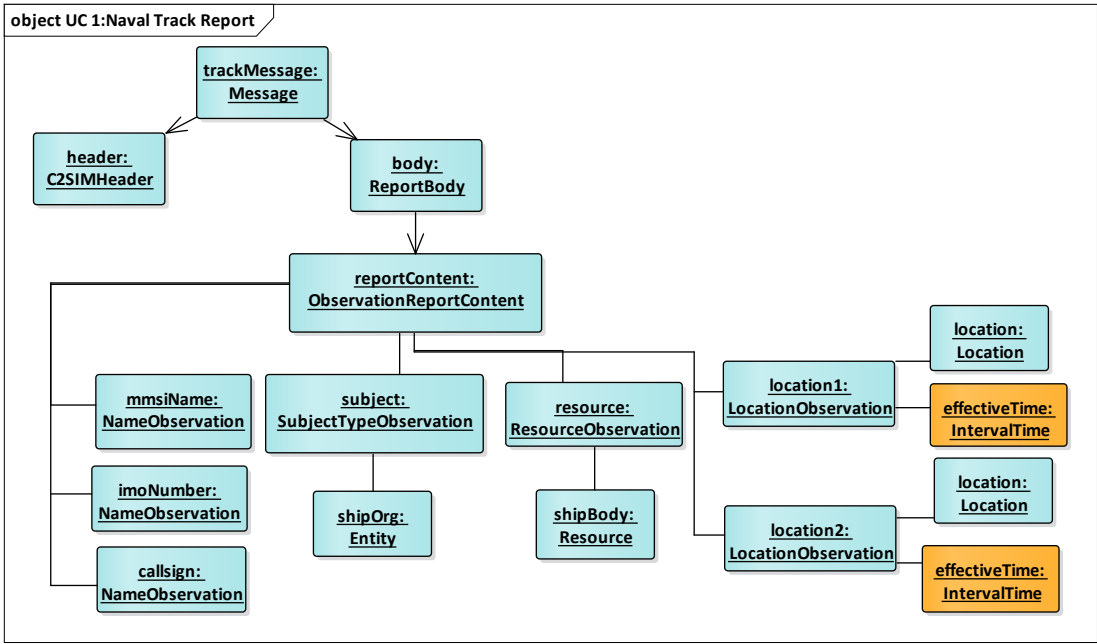 object UC 1:Naval Track Report
trackMessage:
Message
header:
C2SIMHeader
body:
ReportBody
reportContent:
ObservationReportContent
mmsiName:
NameObservation
imoNumber:
NameObservation
callsign:
NameObservation
subject:
SubjectTypeObservation
shipOrg:
Entity
resource:
ResourceObservation
shipBody:
Resource
location1:
LocationObservation
location:
Location
effectiveTime:
IntervalTime
location2:
LocationObservation
location:
Location
effectiveTime:
IntervalTime